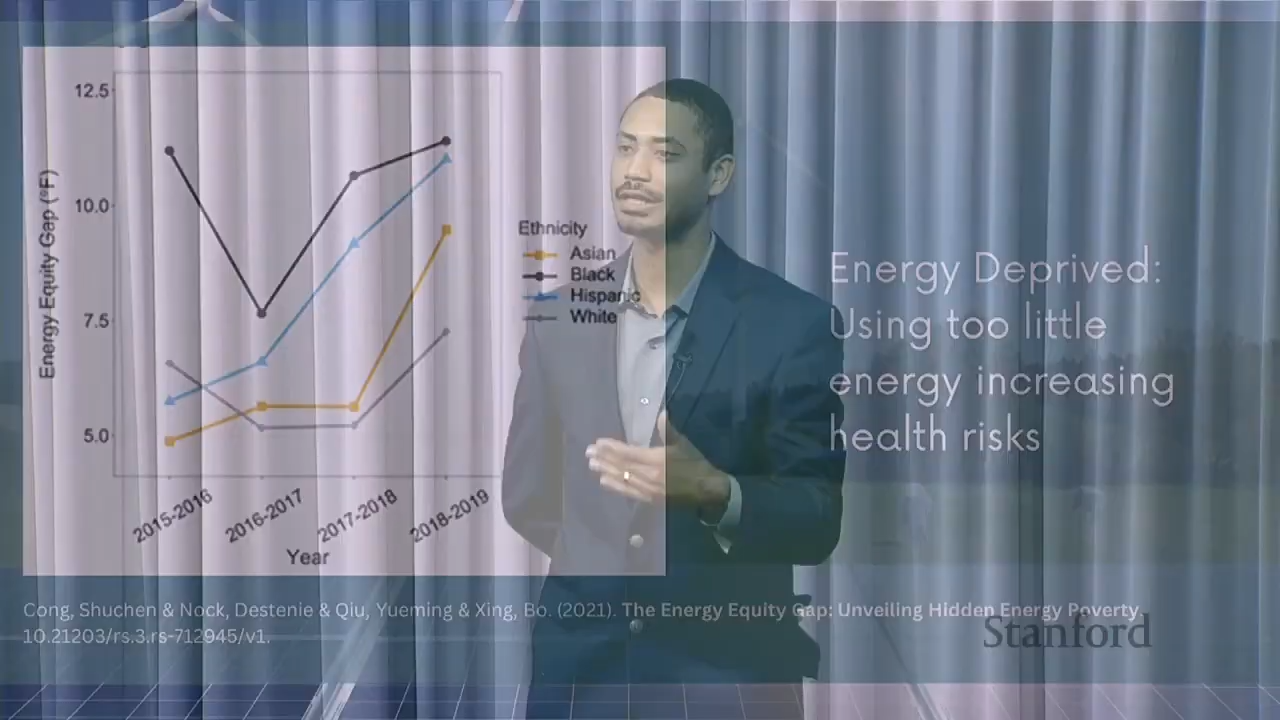 12.5
10.0
7.5
5.0
Energy Equity Gap (°F)
2015-2016
2016-2017
2017-2018
2018-2019
Year
Ethnicity
Asian
Black
Hispanic
White
Energy Deprived:
Using too little
energy increasing
health risks
Cong, Shuchen & Nock, Destenie & Qiu, Yueming & Xing, Bo. (2021). The Energy Equity Gap: Unveiling Hidden Energy Poverty.
10.21203/rs.3.rs-712945/v1.
Stanford